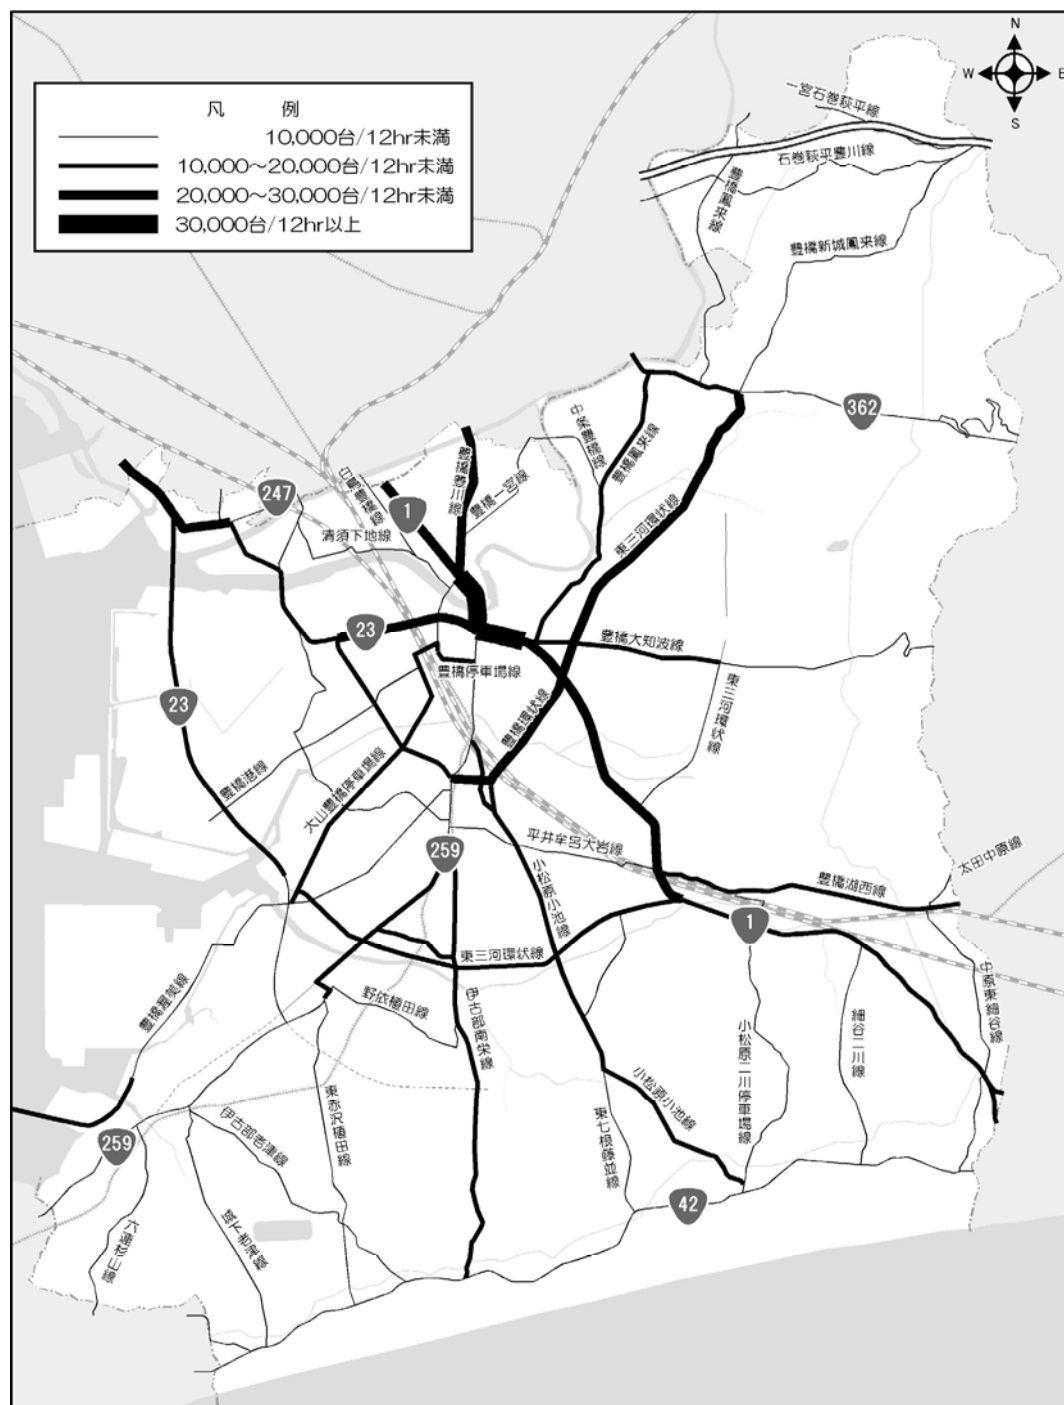 N
W
E
S
凡 例
10,000台/12hr未満
10,000～20,000台/12hr未満
20,000～30,000台/12hr未満
30,000台/12hr以上
一宮石巻萩平線
石巻萩平豊川線
豊橋鳳来線
豊橋新城鳳来線
362
中条豊橋線
豊橋鳳来線
豊橋豊川線
豊橋一宮線
白鳥豊橋線
247
1
清須下地線
東三河環状線
23
豊橋大知波線
豊橋停車場線
東三河環状線
23
豊橋環状線
豊橋港線
大山豊橋停車場線
平井牟呂大岩線
259
小松原小池線
太田中原線
豊橋湖西線
1
東三河環状線
豊橋渥美線
野依植田線
伊古部南栄線
中原東細谷線
細谷二川線
小松原二川停車場線
小松原小池線
東赤沢植田線
東七根藤並線
伊古部老津線
259
42
城下老津線
六連杉山線